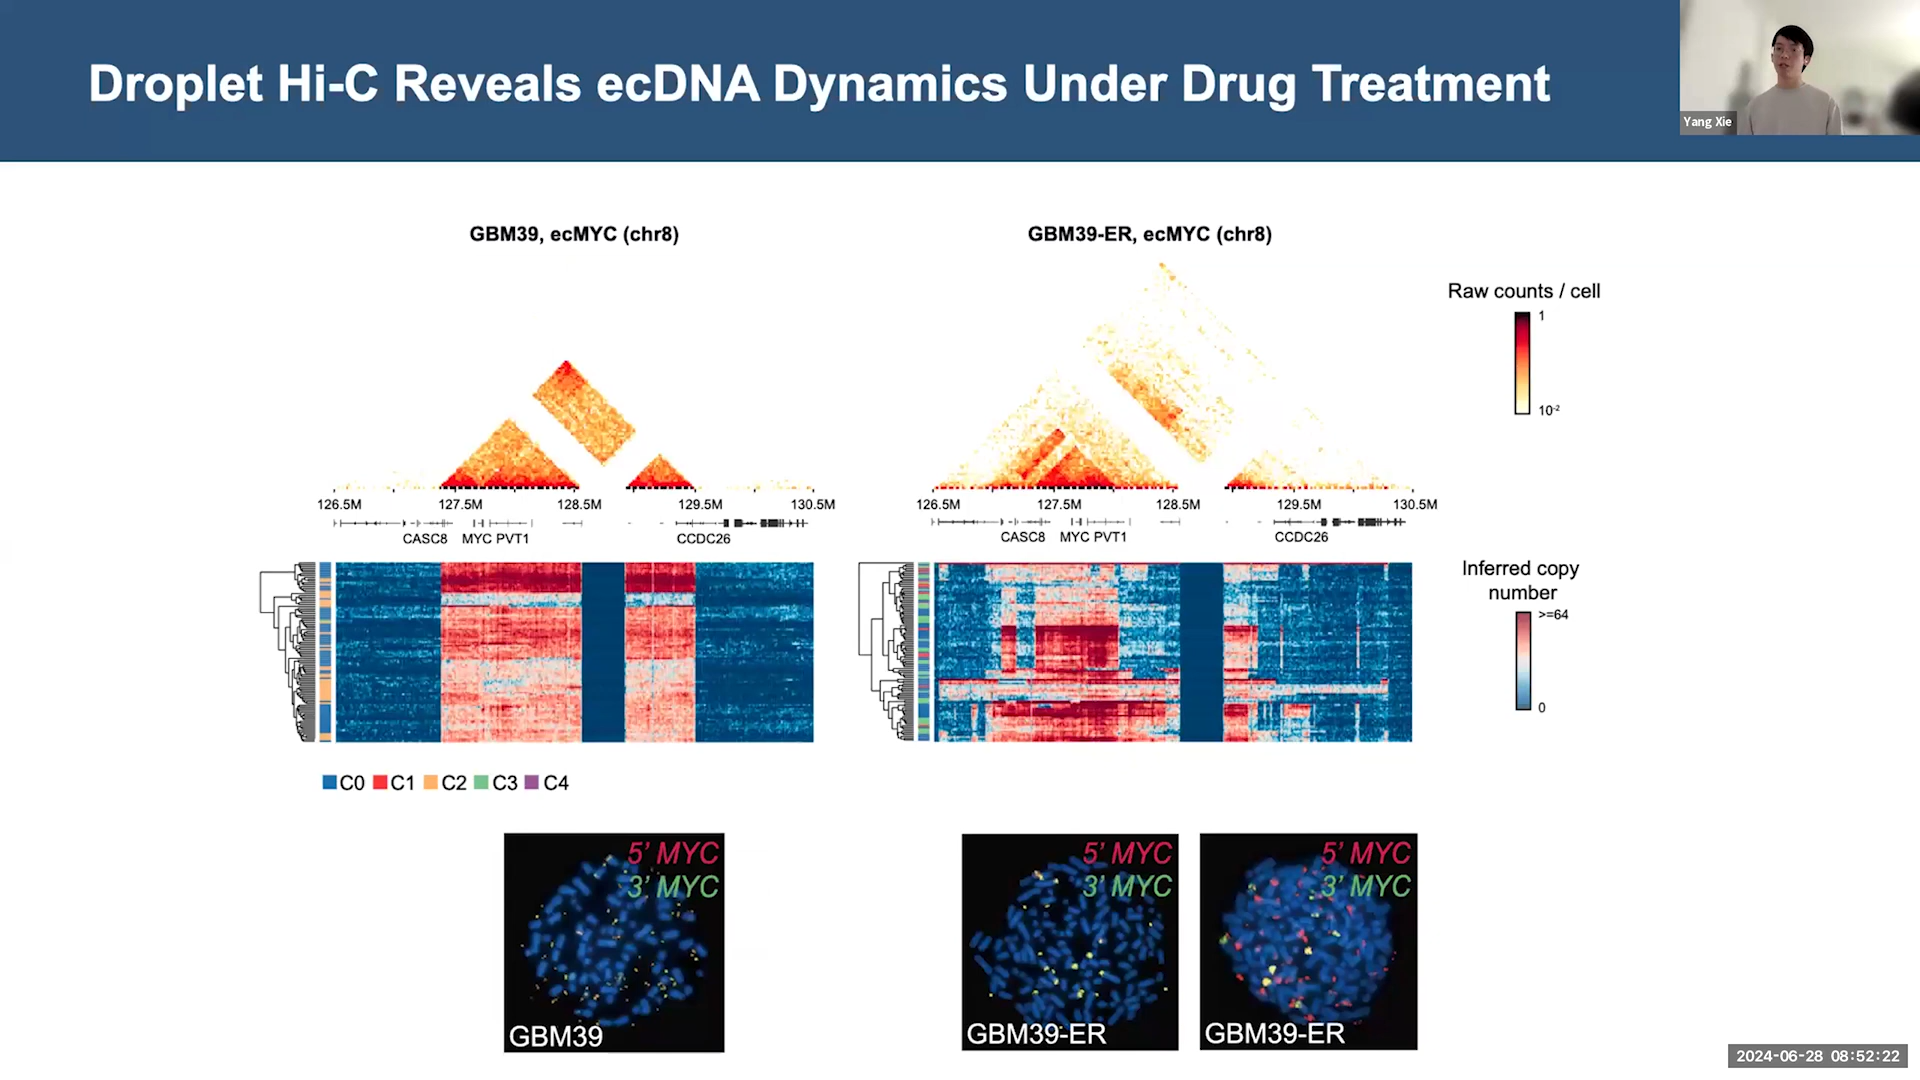 Droplet Hi-C Reveals ecDNA Dynamics Under Drug Treatment
Yang Xie
GBM39, ecMYC (chr8)
GBM39-ER, ecMYC (chr8)
Raw counts / cell
1
10-2
126.5M 127.5M 128.5M 129.5M 130.5M
CASC8 MYC PVT1 CCDC26
126.5M 127.5M 128.5M 129.5M 130.5M
CASC8 MYC PVT1 CCDC26
Inferred copy
number
>=64
0
C0 C1 C2 C3 C4
5’ MYC
3’ MYC
GBM39
5’ MYC
3’ MYC
GBM39-ER
5’ MYC
3’ MYC
GBM39-ER
2024-06-28 08:52:22